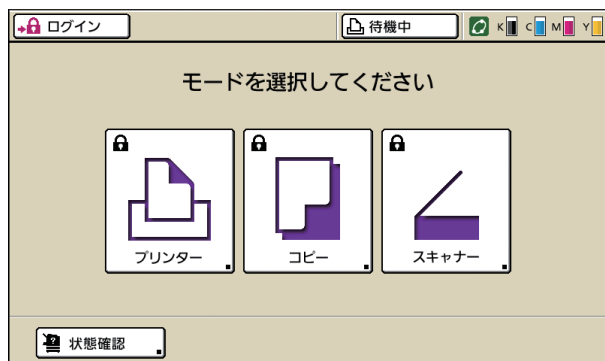 ログイン
待機中
K C M Y
モードを選択してください
プリンター
コピー
スキャナー
状態確認